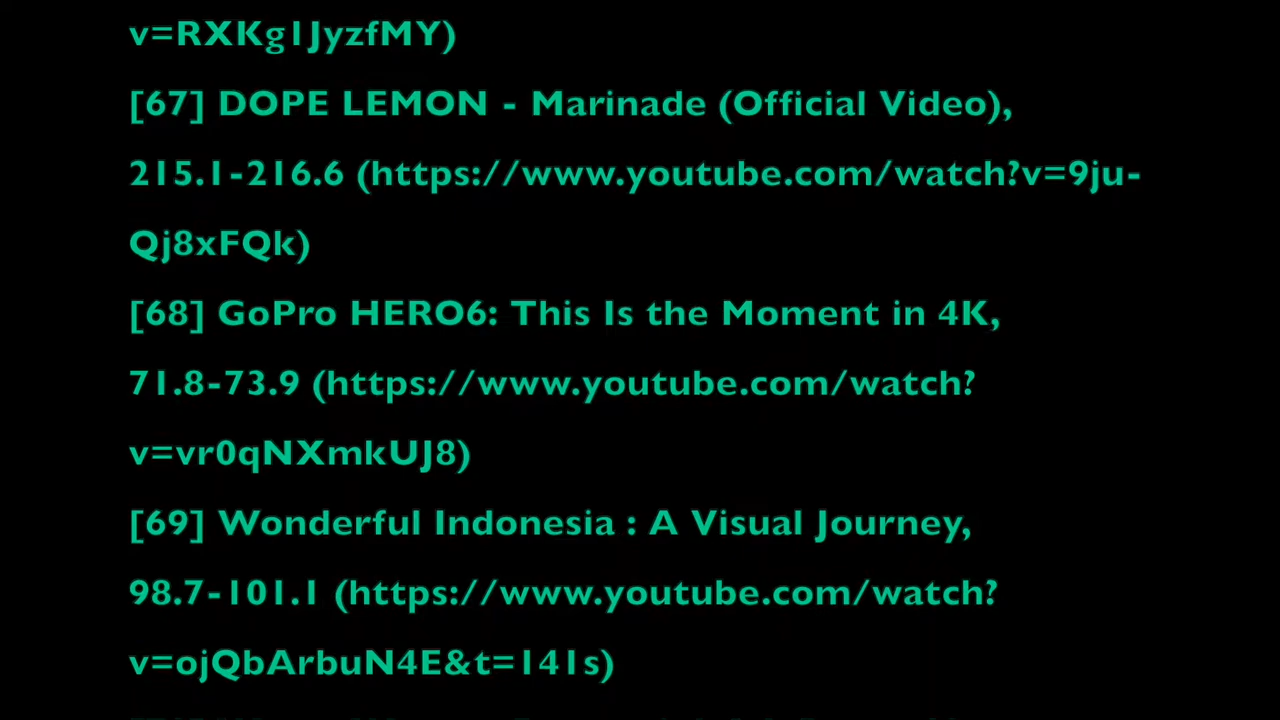 v=RXKg1JyzfMY)
[67] DOPE LEMON - Marinade (Official Video),
215.1-216.6 (https://www.youtube.com/watch?v=9ju-
Qj8xFQk)
[68] GoPro HERO6: This Is the Moment in 4K,
71.8-73.9 (https://www.youtube.com/watch?
v=vr0qNXmkUJ8)
[69] Wonderful Indonesia : A Visual Journey,
98.7-101.1 (https://www.youtube.com/watch?
v=ojQbArbuN4E&t=141s)